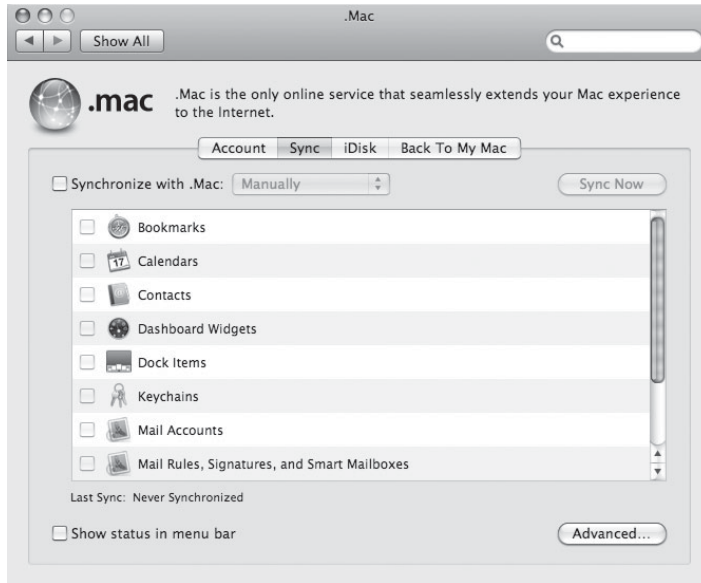 .Mac
Show All
.mac
.Mac is the only online service that seamlessly extends your Mac experience
to the Internet.
Account Sync iDisk Back To My Mac
Synchronize with .Mac: Manually Sync Now
Bookmarks
17 Calendars
Contacts
Dashboard Widgets
Dock Items
Keychains
Mail Accounts
Mail Rules, Signatures, and Smart Mailboxes
Last Sync: Never Synchronized
Show status in menu bar Advanced...